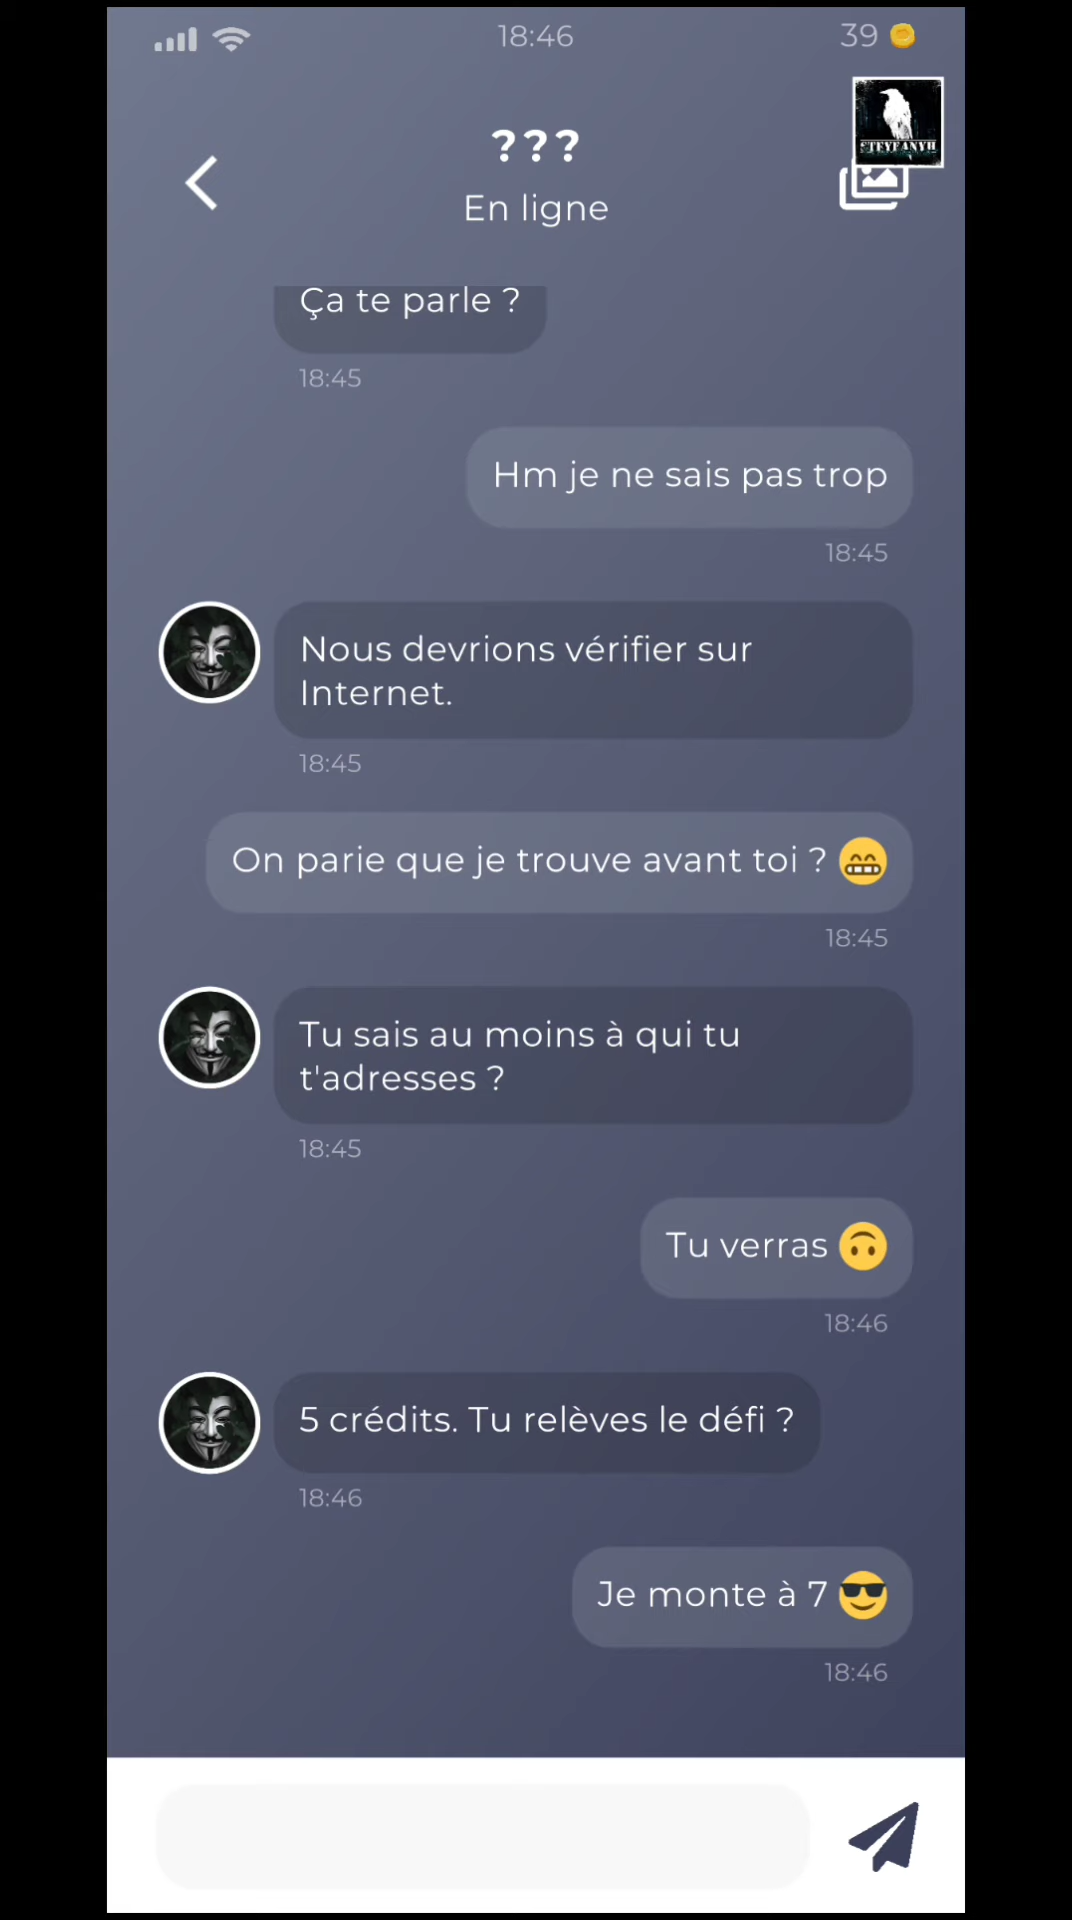 18:46
39
STEYFANYH
???
En ligne
Ça te parle ?
18:45
Hm je ne sais pas trop
18:45
Nous devrions vérifier sur
Internet.
18:45
On parie que je trouve avant toi ? 😁
18:45
Tu sais au moins à qui tu
t'adresses ?
18:45
Tu verras 🙃
18:46
5 crédits. Tu relèves le défi ?
18:46
Je monte à 7 😎
18:46